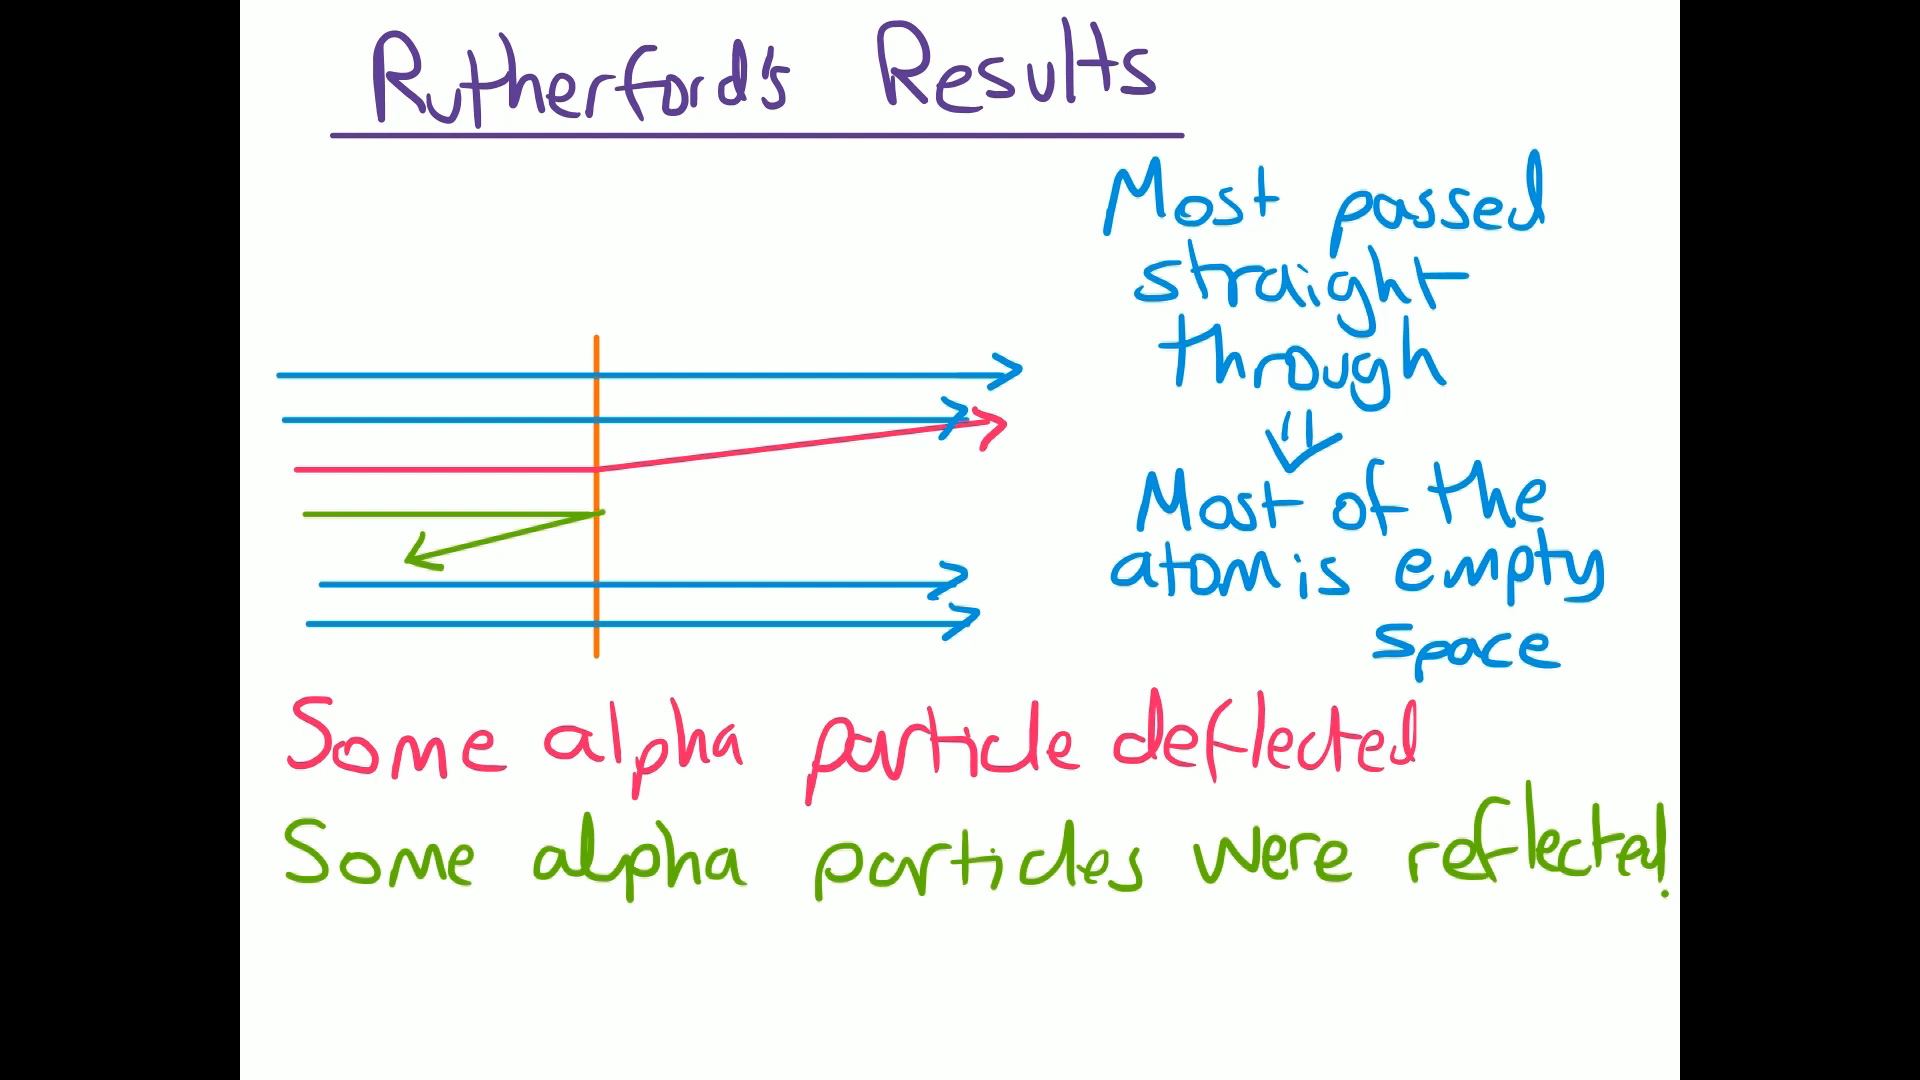 Rutherford's Results
Most passed
straight
through
Most of the
atom is empty
space
Some alpha particle deflected
Some alpha particles were reflected!